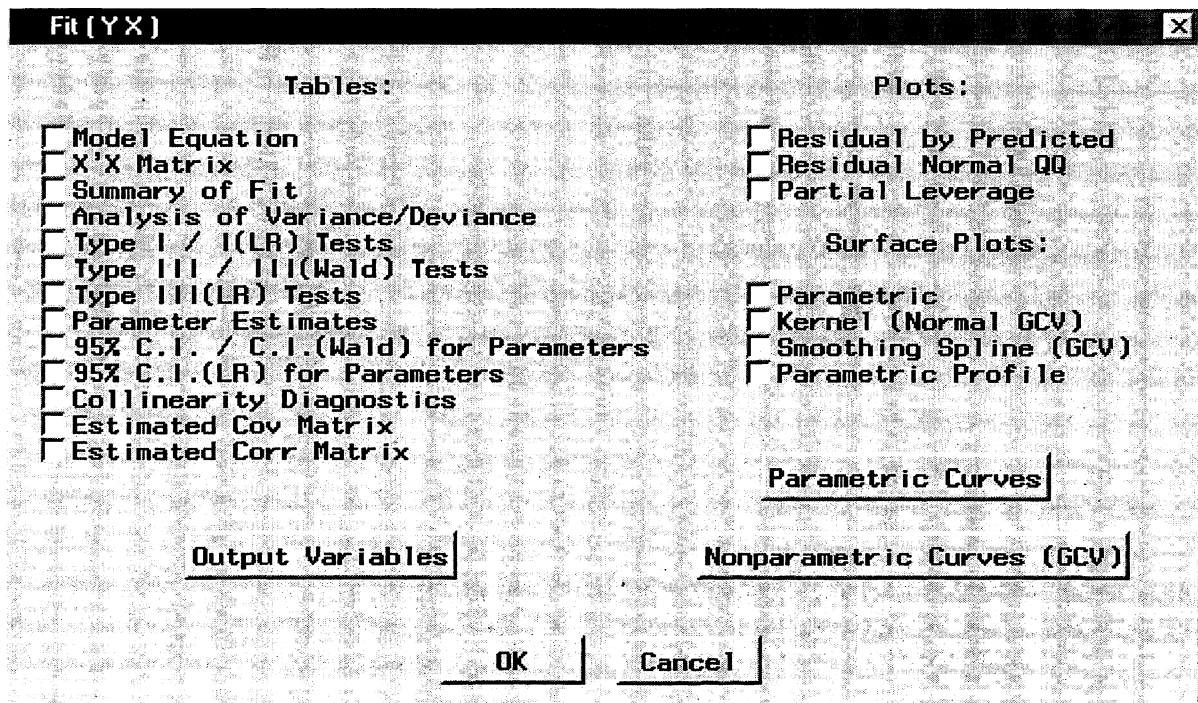 Fit ( Y X )
Tables:
Model Equation
X'X Matrix
Summary of Fit
Analysis of Variance/Deviance
Type I / I(LR) Tests
Type III / III(Wald) Tests
Type III(LR) Tests
Parameter Estimates
95% C.I. / C.I.(Wald) for Parameters
95% C.I.(LR) for Parameters
Collinearity Diagnostics
Estimated Cov Matrix
Estimated Corr Matrix
Output Variables
Plots:
Residual by Predicted
Residual Normal QQ
Partial Leverage
Surface Plots:
Parametric
Kernel (Normal GCV)
Smoothing Spline (GCV)
Parametric Profile
Parametric Curves
Nonparametric Curves (GCV)
OK
Cancel